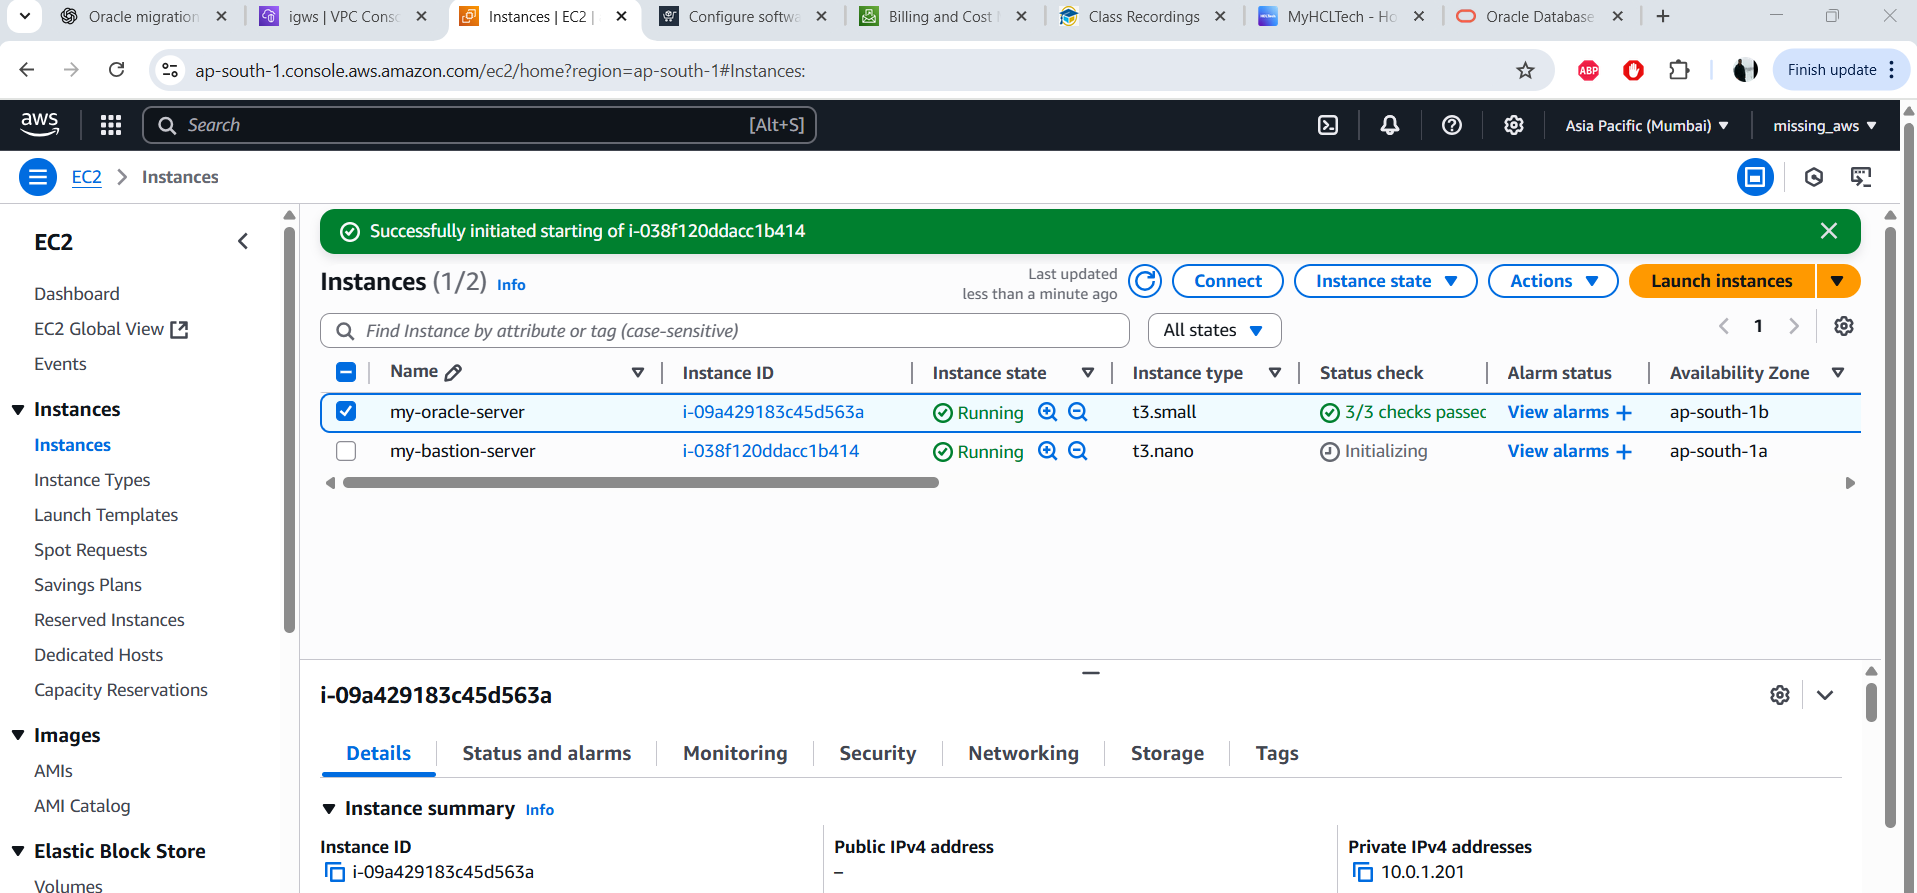 Oracle migration
igws | VPC Cons
Instances | EC2 |
Configure softwa
Billing and Cost
Class Recordings
MyHCLTech - Ho
Oracle Database
ap-south-1.console.aws.amazon.com/ec2/home?region=ap-south-1#Instances:
ABP
Finish update
aws
Search
[Alt+S]
Asia Pacific (Mumbai)
missing_aws
EC2
Instances
EC2
Dashboard
EC2 Global View
Events
Instances
Instances
Instance Types
Launch Templates
Spot Requests
Savings Plans
Reserved Instances
Dedicated Hosts
Capacity Reservations
Images
AMIs
AMI Catalog
Elastic Block Store
Volumes
Successfully initiated starting of i-038f120ddacc1b414
Instances (1/2) Info
Last updated
less than a minute ago
Connect
Instance state
Actions
Launch instances
Find Instance by attribute or tag (case-sensitive)
All states
1
Name Instance ID Instance state Instance type Status check Alarm status Availability Zone
my-oracle-server i-09a429183c45d563a Running t3.small 3/3 checks passec View alarms + ap-south-1b
my-bastion-server i-038f120ddacc1b414 Running t3.nano Initializing View alarms + ap-south-1a
i-09a429183c45d563a
Details Status and alarms Monitoring Security Networking Storage Tags
Instance summary Info
Instance ID
i-09a429183c45d563a
Public IPv4 address
–
Private IPv4 addresses
10.0.1.201